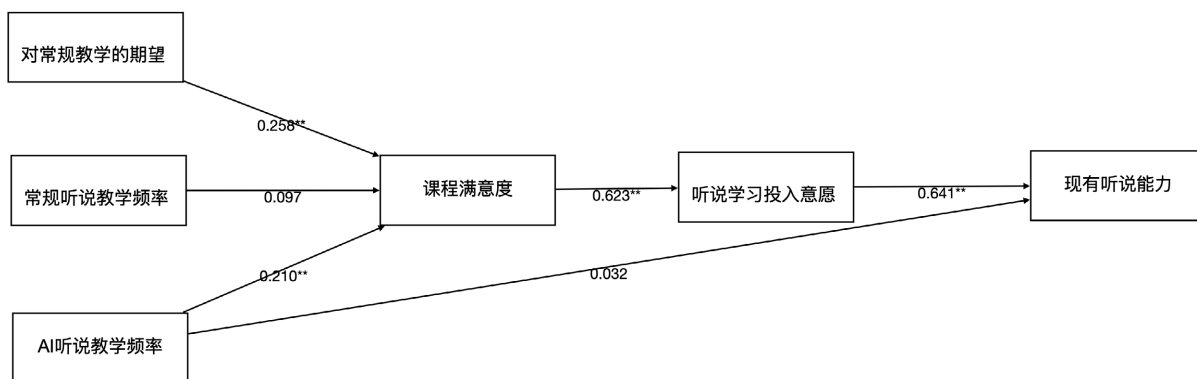 对常规教学的期望
0.258**
常规听说教学频率
0.097
课程满意度
0.623**
听说学习投入意愿
0.641**
现有听说能力
0.210**
0.032
AI听说教学频率